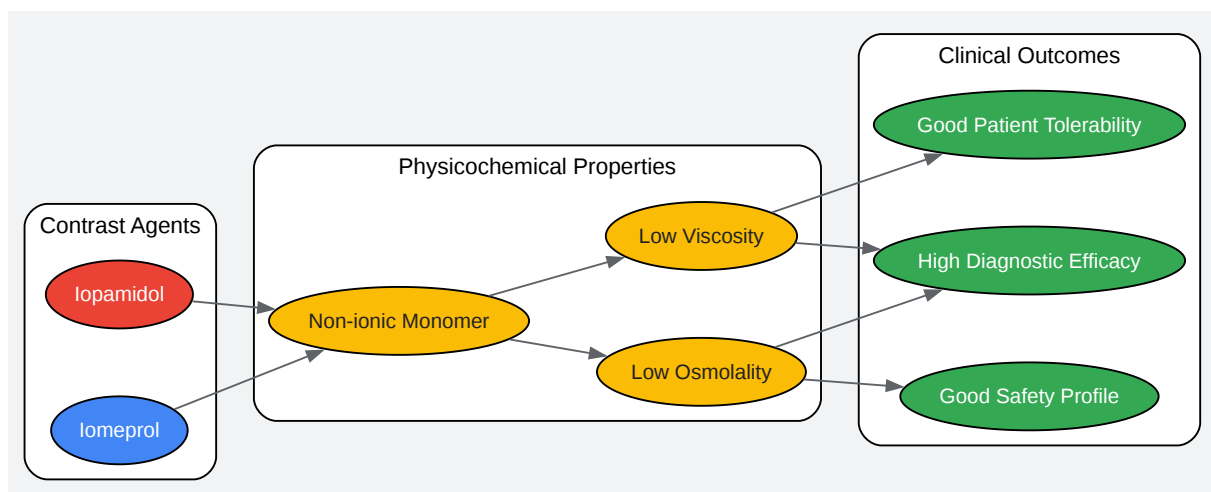 Contrast Agents
Iopamidol
Iomeprol
Physicochemical Properties
Non-ionic Monomer
Low Viscosity
Low Osmolality
Clinical Outcomes
Good Patient Tolerability
High Diagnostic Efficacy
Good Safety Profile